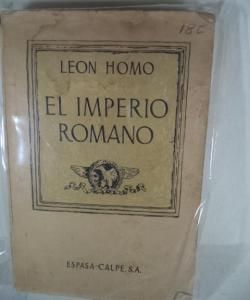 LEON HOMO
EL IMPERIO
ROMANO
ESPASA-CALPE, S.A.